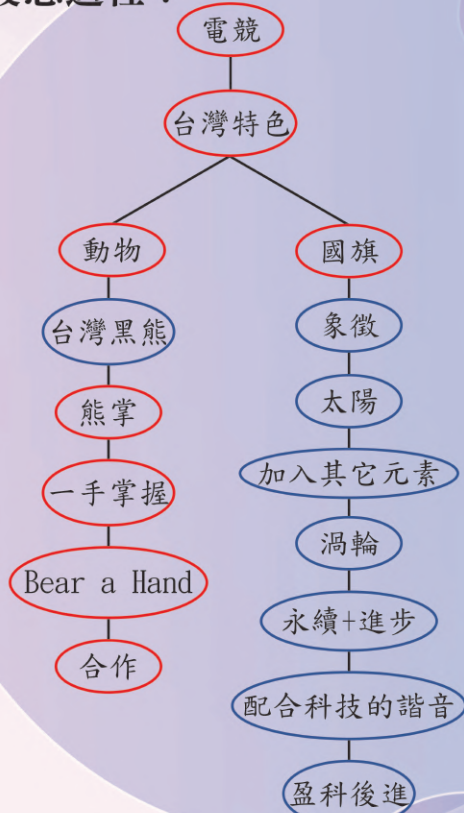 過程：
電競
台灣特色
動物
國旗
台灣黑熊
象徵
熊掌
太陽
一手掌握
加入其它元素
渦輪
Bear a Hand
永續+進步
合作
配合科技的諧音
盈科後進